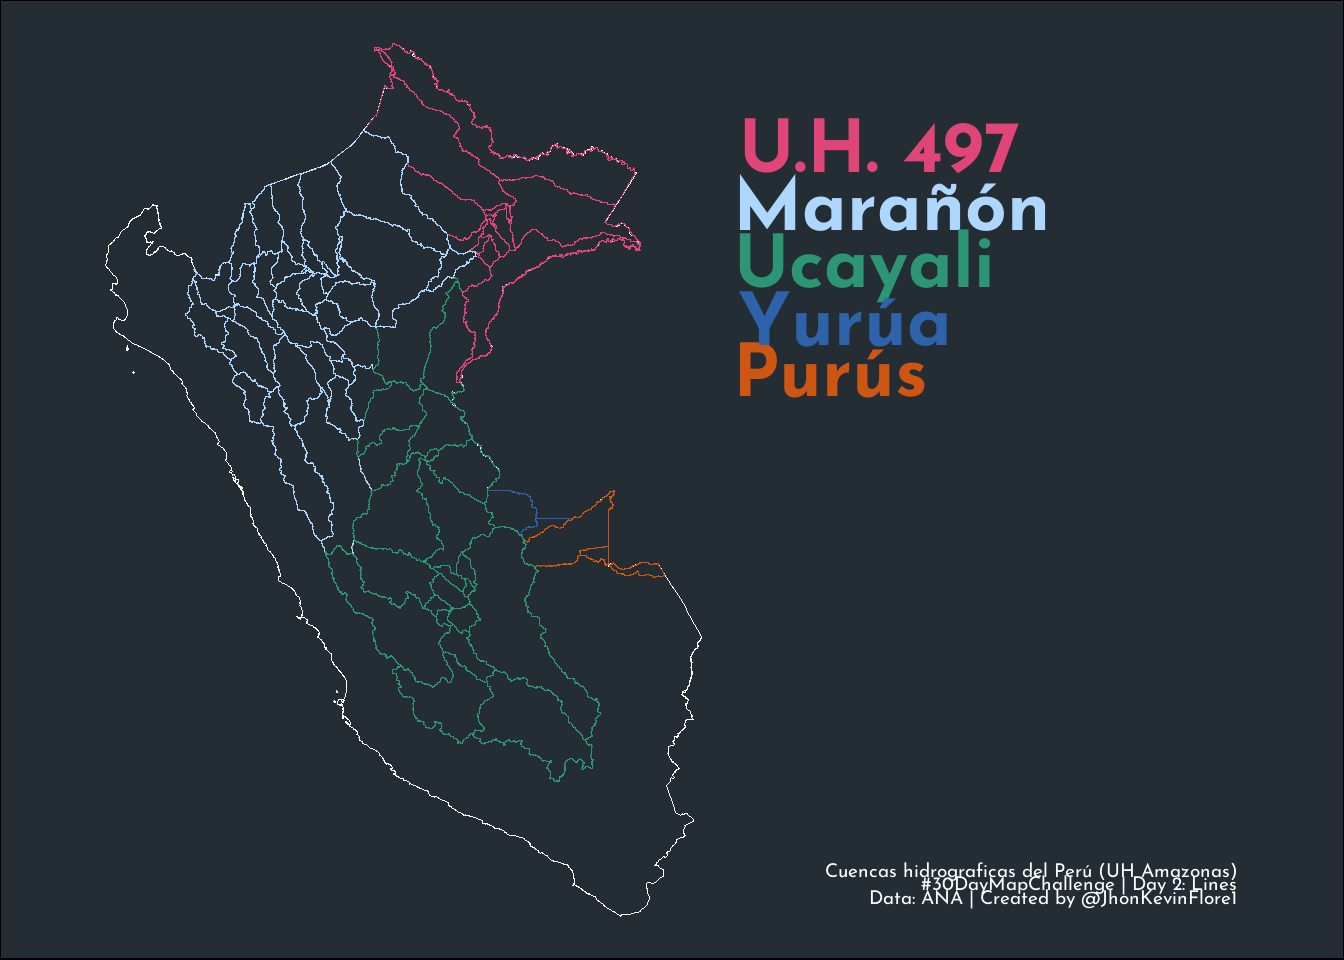 U.H. 497
Marañón
Ucayali
Yurúa
Purús
Cuencas hidrograficas del Perú (UH Amazonas)
#30DayMapChallenge | Day 2: Lines
Data: ANA | Created by @JhonKevinFlore1